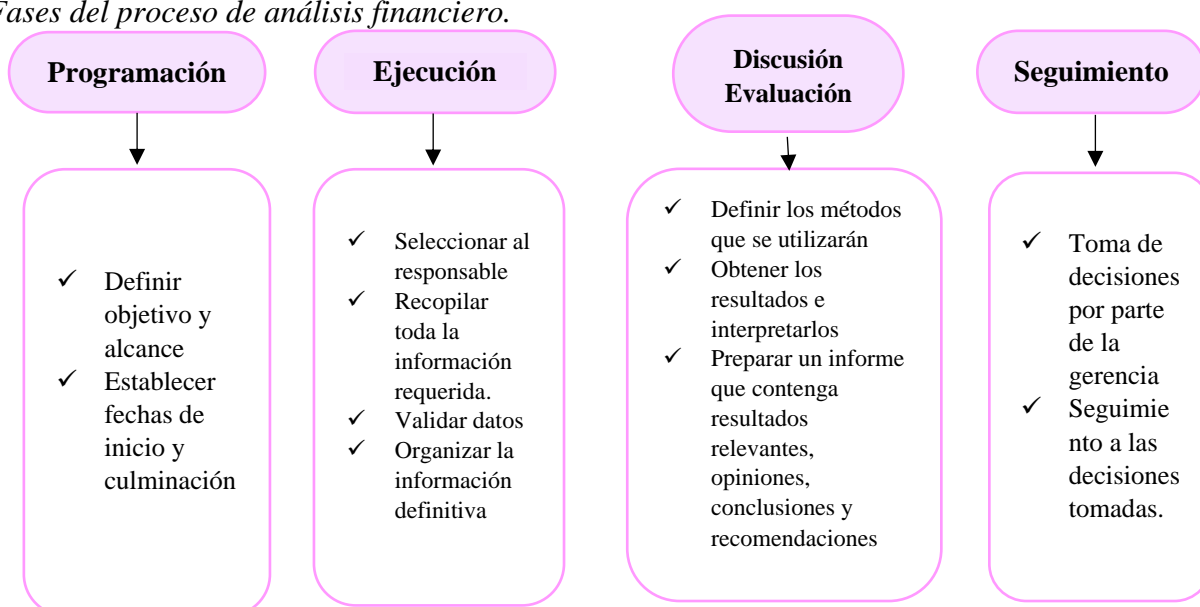 Fases del proceso de análisis financiero.
Programación
Definir
objetivo y
alcance
Establecer
fechas de
inicio y
culminación
Ejecución
Seleccionar al
responsable
Recopilar
toda la
información
requerida.
Validar datos
Organizar la
información
definitiva
Discusión
Evaluación
Definir los métodos
que se utilizarán
Obtener los
resultados e
interpretarlos
Preparar un informe
que contenga
resultados
relevantes,
opiniones,
conclusiones y
recomendaciones
Seguimiento
Toma de
decisiones
por parte
de la
gerencia
Seguimie
nto a las
decisiones
tomadas.